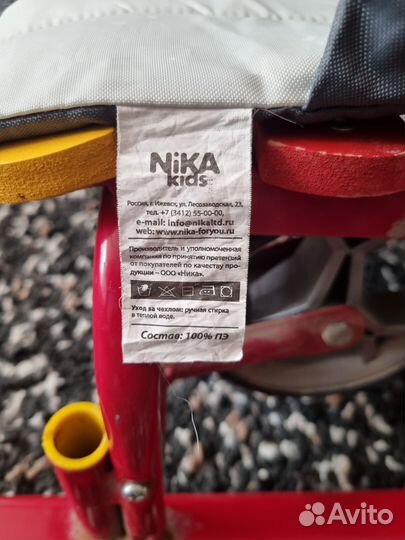 NiKA
kids
Россия, г. Ижевск, ул. Лесозаводская, 23,
тел. +7 (3412) 55-00-00,
e-mail: info@nikaltd.ru
web: www.nika-foryou.ru
Производитель и уполномоченная
компания по принятию претензий
от покупателей по качеству про-
дукции – ООО «Ника».
Уход за чехлом: ручная стирка
в теплой воде.
Состав: 100% ПЭ
Avito